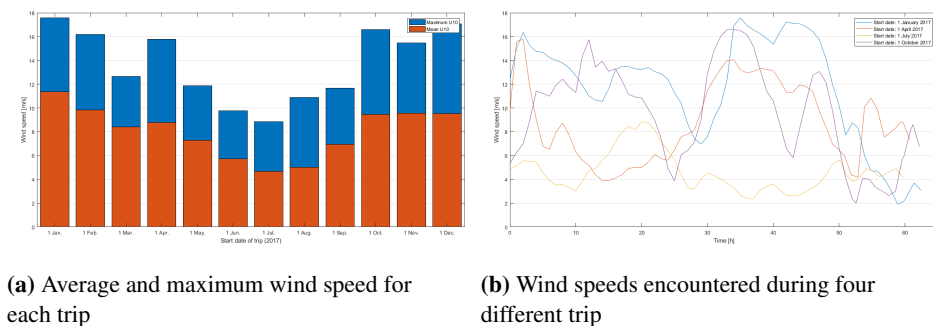 18
16
14
12
10
8
6
4
2
0
Wind speed [m/s]
Maximum U10
Mean U10
1 Jan. 1 Feb. 1 Mar. 1 Apr. 1 May. 1 Jun. 1 Jul. 1 Aug. 1 Sep. 1 Oct. 1 Nov. 1 Dec.
Start date of trip (2017)
18
16
14
12
10
8
6
4
2
0
Wind speed [m/s]
Start date: 1 January 2017
Start date: 1 April 2017
Start date: 1 July 2017
Start date: 1 October 2017
0 10 20 30 40 50 60
Time [h]
(a) Average and maximum wind speed for
each trip
(b) Wind speeds encountered during four
different trip